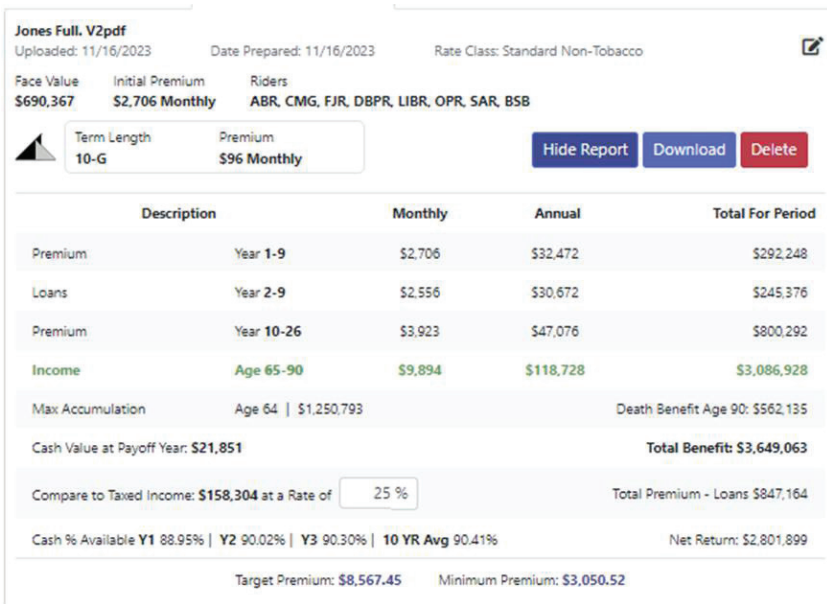 Jones Full. V2pdf
Uploaded: 11/16/2023 Date Prepared: 11/16/2023 Rate Class: Standard Non-Tobacco
Face Value Initial Premium Riders
$690,367 $2,706 Monthly ABR, CMG, FJR, DBPR, LIBR, OPR, SAR, BSB
Term Length Premium
10-G $96 Monthly
Hide Report Download Delete
Description Monthly Annual Total For Period
Premium Year 1-9 $2,706 $32,472 $292,248
Loans Year 2-9 $2,556 $30,672 $245,376
Premium Year 10-26 $3,923 $47,076 $800,292
Income Age 65-90 $9,894 $118,728 $3,086,928
Max Accumulation Age 64 | $1,250,793 Death Benefit Age 90: $562,135
Cash Value at Payoff Year: $21,851 Total Benefit: $3,649,063
Compare to Taxed Income: $158,304 at a Rate of 25 % Total Premium - Loans $847,164
Cash % Available Y1 88.95% | Y2 90.02% | Y3 90.30% | 10 YR Avg 90.41% Net Return: $2,801,899
Target Premium: $8,567.45 Minimum Premium: $3,050.52